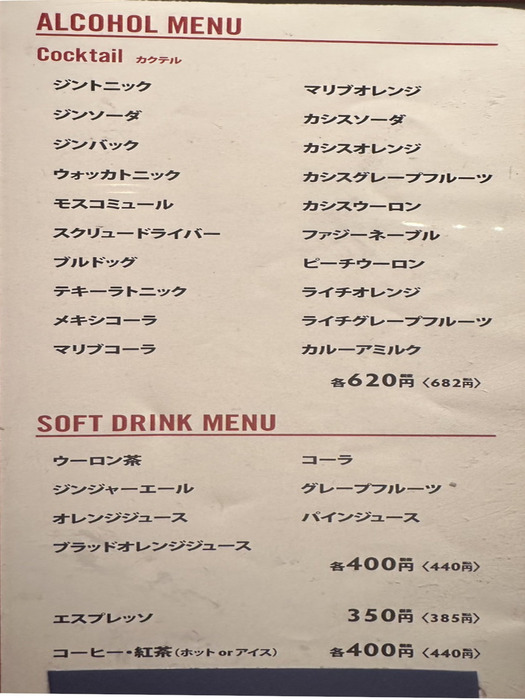 ALCOHOL MENU
Cocktail カクテル
ジントニック
ジンソーダ
ジンバック
ウォッカトニック
モスコミュール
スクリュードライバー
ブルドッグ
テキーラトニック
メキシコーラ
マリブコーラ
マリブオレンジ
カシスソーダ
カシスオレンジ
カシスグレープフルーツ
カシスウーロン
ファジーネーブル
ピーチウーロン
ライチオレンジ
ライチグレープフルーツ
カルーアミルク
各620円〈682円〉
SOFT DRINK MENU
ウーロン茶
ジンジャーエール
オレンジジュース
ブラッドオレンジジュース
コーラ
グレープフルーツ
パインジュース
各400円〈440円〉
エスプレッソ 350円〈385円〉
コーヒー・紅茶(ホット or アイス) 各400円〈440円〉